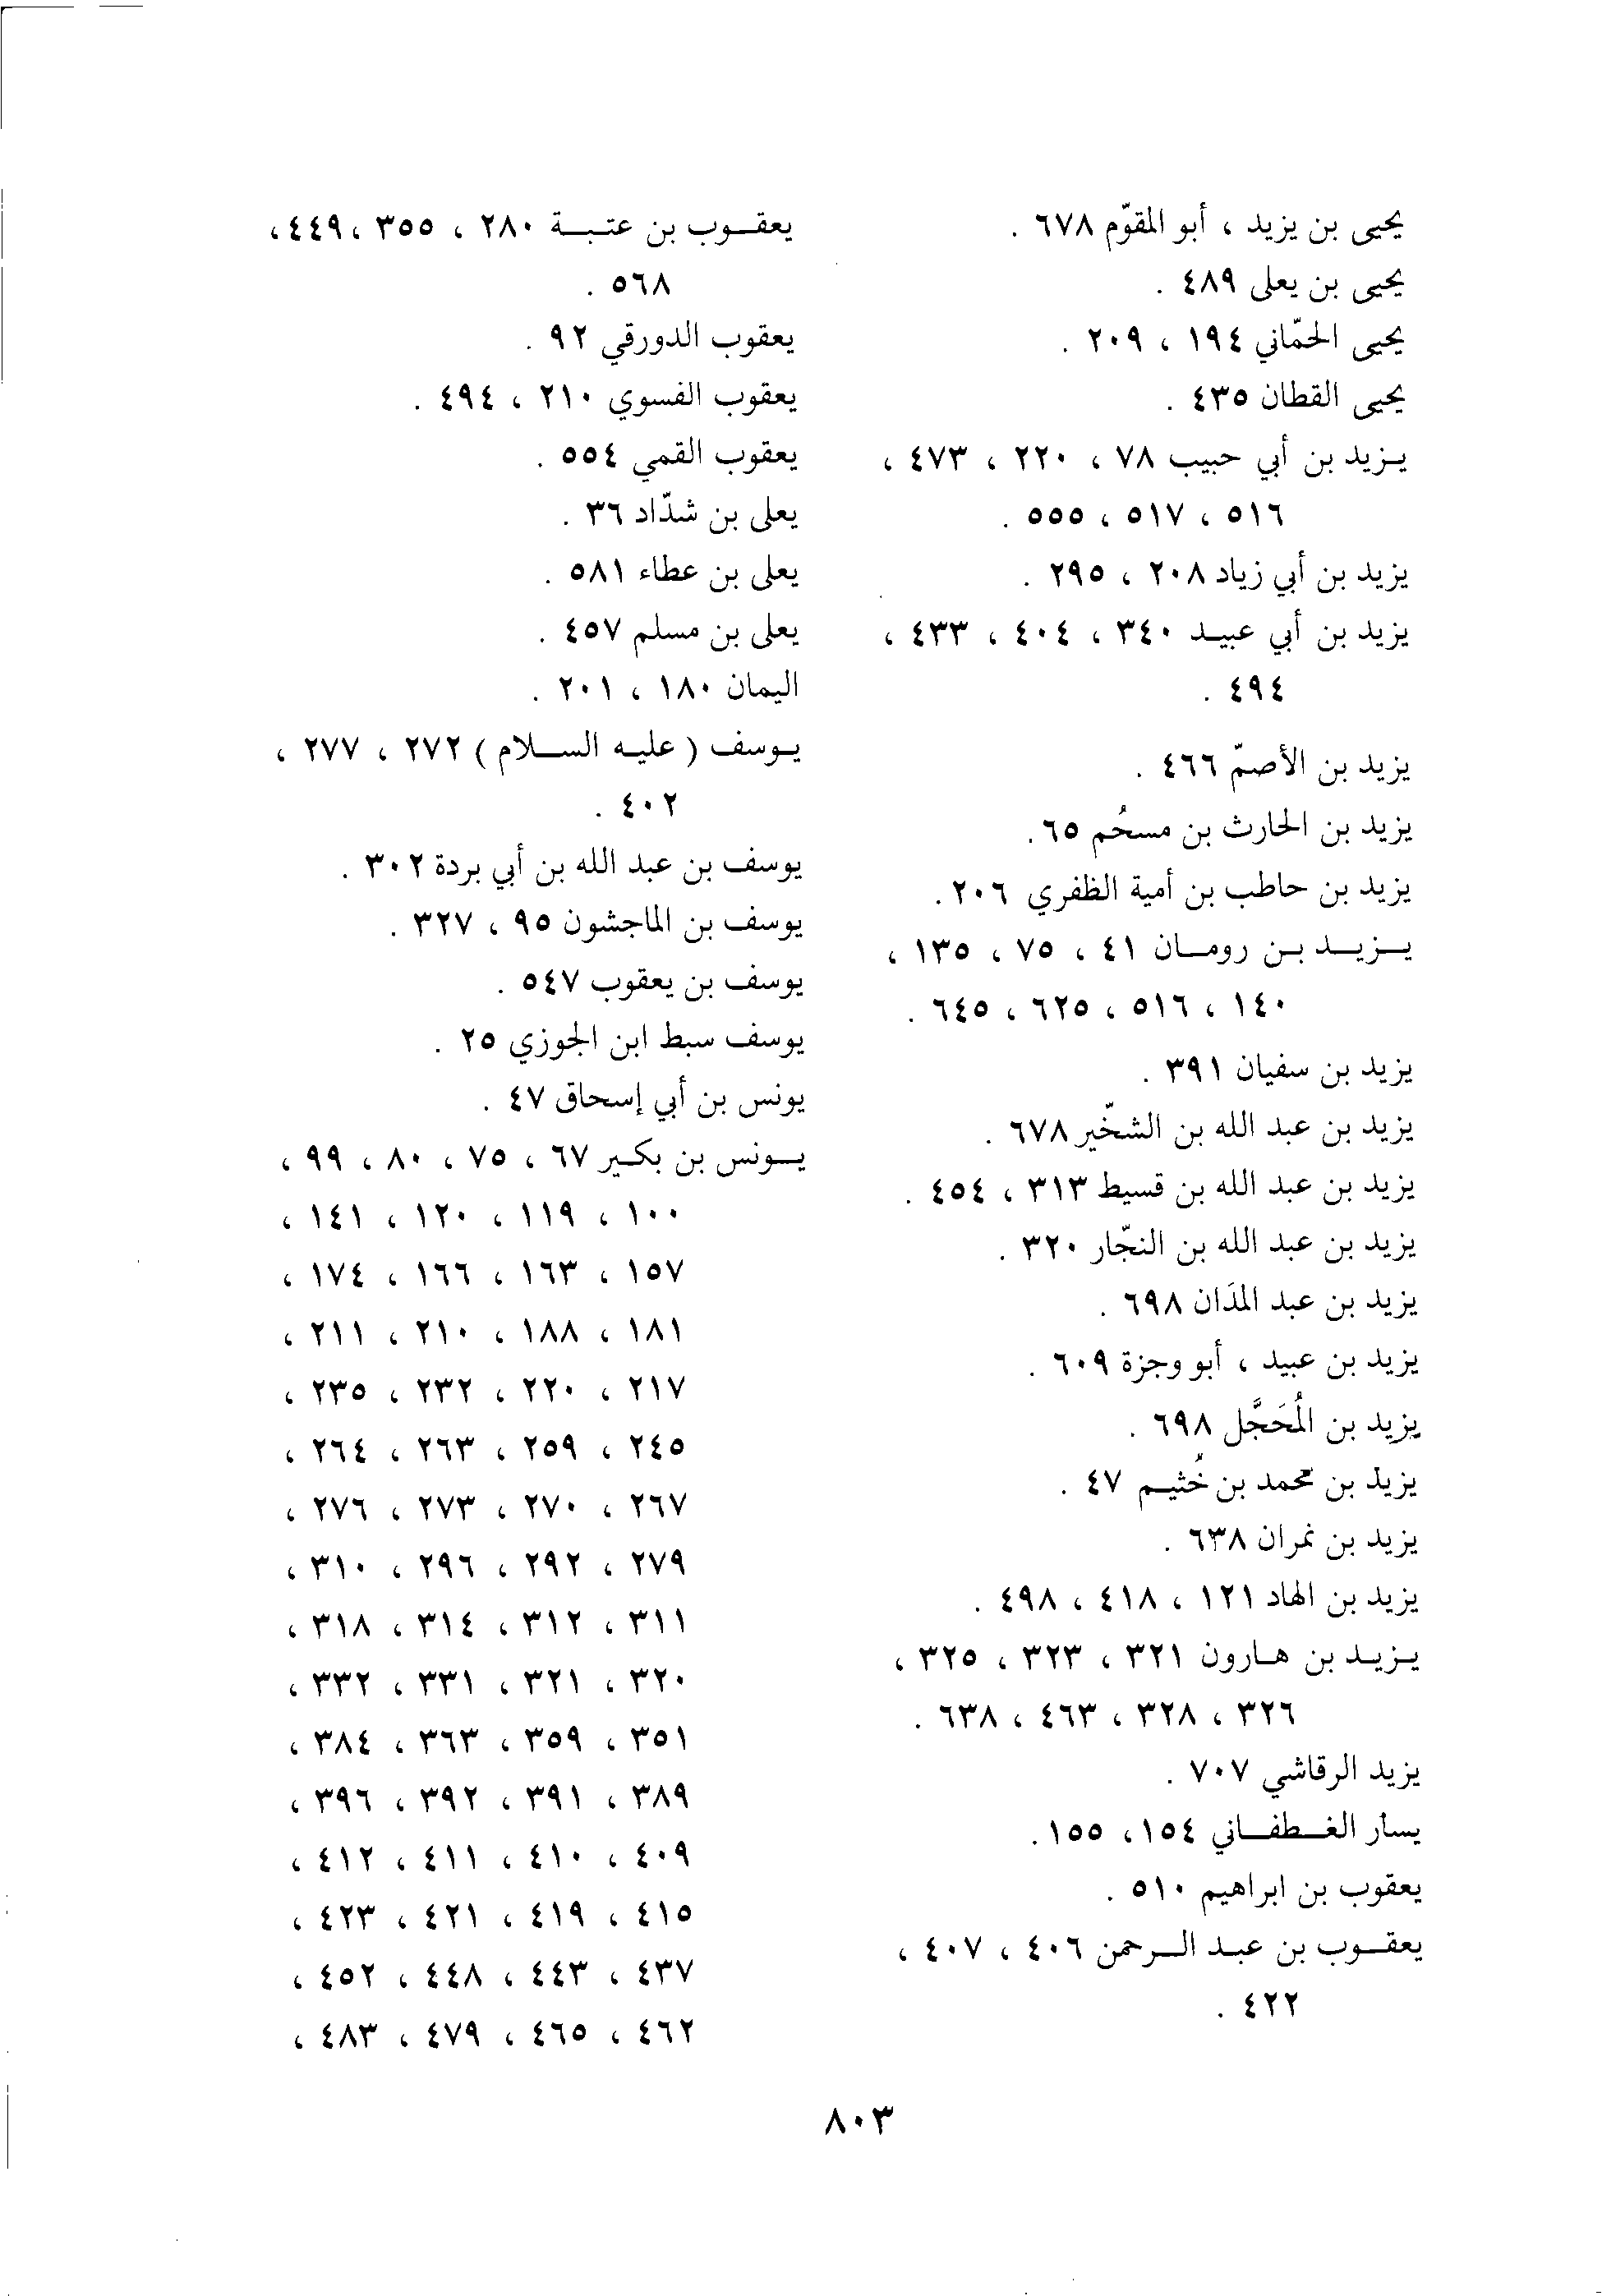 يحيى بن يزيد ، أبو المقوّم ٦٧٨ .
يحيى بن يعلى ٤٨٩ .
يحيى الحمّاني ١٩٤ ، ٢٠٩ .
يحيى القطان ٤٣٥ .
يزيد بن أبي حبيب ٧٨ ، ٢٢٠ ، ٤٧٣ ،
٥١٦ ، ٥١٧ ، ٥٥٥ .
يزيد بن أبي زياد ٢٠٨ ، ٢٩٥ .
يزيد بن أبي عبيد ٣٤٠ ، ٤٠٤ ، ٤٣٣ ،
٤٩٤ .
يزيد بن الأصمّ ٤٦٦ .
يزيد بن الحارث بن مسحُم ٦٥ .
يزيد بن حاطب بن أمية الظفري ٢٠٦ .
يزيد بن رومان ٤١ ، ٧٥ ، ١٣٥ ،
١٤٠ ، ٥١٦ ، ٦٢٥ ، ٦٤٥ .
يزيد بن سفيان ٣٩١ .
يزيد بن عبد الله بن الشخّير ٦٧٨ .
يزيد بن عبد الله بن قسيط ٣١٣ ، ٤٥٤ .
يزيد بن عبد الله بن النجّار ٣٢٠ .
يزيد بن عبد المدَان ٦٩٨ .
يزيد بن عبيد ، أبو وجزة ٦٠٩ .
يزيد بن المُحَجَّل ٦٩٨ .
يزيد بن محمد بن خُثيم ٤٧ .
يزيد بن نمران ٦٣٨ .
يزيد بن الهاد ١٢١ ، ٤١٨ ، ٤٩٨ .
يزيد بن هارون ٣٢١ ، ٣٢٣ ، ٣٢٥ ،
٣٢٦ ، ٣٢٨ ، ٤٦٣ ، ٦٣٨ .
يزيد الرقاشي ٧٠٧ .
يسار الغطفاني ١٥٤ ، ١٥٥ .
يعقوب بن ابراهيم ٥١٠ .
يعقوب بن عبد الرحمن ٤٠٦ ، ٤٠٧ ،
٤٢٢ .
يعقوب بن عتبة ٢٨٠ ، ٣٥٥ ، ٤٤٩ ،
٥٦٨ .
يعقوب الدورقي ٩٢ .
يعقوب الفسوي ٢١٠ ، ٤٩٤ .
يعقوب القمي ٥٥٤ .
يعلى بن شدّاد ٣٦ .
يعلى بن عطاء ٥٨١ .
يعلى بن مسلم ٤٥٧ .
اليمان ١٨٠ ، ٢٠١ .
يوسف ( عليه السلام ) ٢٧٢ ، ٢٧٧ ،
٤٠٢ .
يوسف بن عبد الله بن أبي بردة ٣٠٢ .
يوسف بن الماجشون ٩٥ ، ٣٢٧ .
يوسف بن يعقوب ٥٤٧ .
يوسف سبط ابن الجوزي ٢٥ .
يونس بن أبي إسحاق ٤٧ .
يونس بن بكير ٦٧ ، ٧٥ ، ٨٠ ، ٩٩ ،
١٠٠ ، ١١٩ ، ١٢٠ ، ١٤١ ،
١٥٧ ، ١٦٣ ، ١٦٦ ، ١٧٤ ،
١٨١ ، ١٨٨ ، ٢١٠ ، ٢١١ ،
٢١٧ ، ٢٢٠ ، ٢٣٢ ، ٢٣٥ ،
٢٤٥ ، ٢٥٩ ، ٢٦٣ ، ٢٦٤ ،
٢٦٧ ، ٢٧٠ ، ٢٧٣ ، ٢٧٦ ،
٢٧٩ ، ٢٩٢ ، ٢٩٦ ، ٣١٠ ،
٣١١ ، ٣١٢ ، ٣١٤ ، ٣١٨ ،
٣٢٠ ، ٣٢١ ، ٣٣١ ، ٣٣٢ ،
٣٥١ ، ٣٥٩ ، ٣٦٣ ، ٣٨٤ ،
٣٨٩ ، ٣٩١ ، ٣٩٢ ، ٣٩٦ ،
٤٠٩ ، ٤١٠ ، ٤١١ ، ٤١٢ ،
٤١٥ ، ٤١٩ ، ٤٢١ ، ٤٢٣ ،
٤٣٧ ، ٤٤٣ ، ٤٤٨ ، ٤٥٢ ،
٤٦٢ ، ٤٦٥ ، ٤٧٩ ، ٤٨٣ ،
٨٠٣